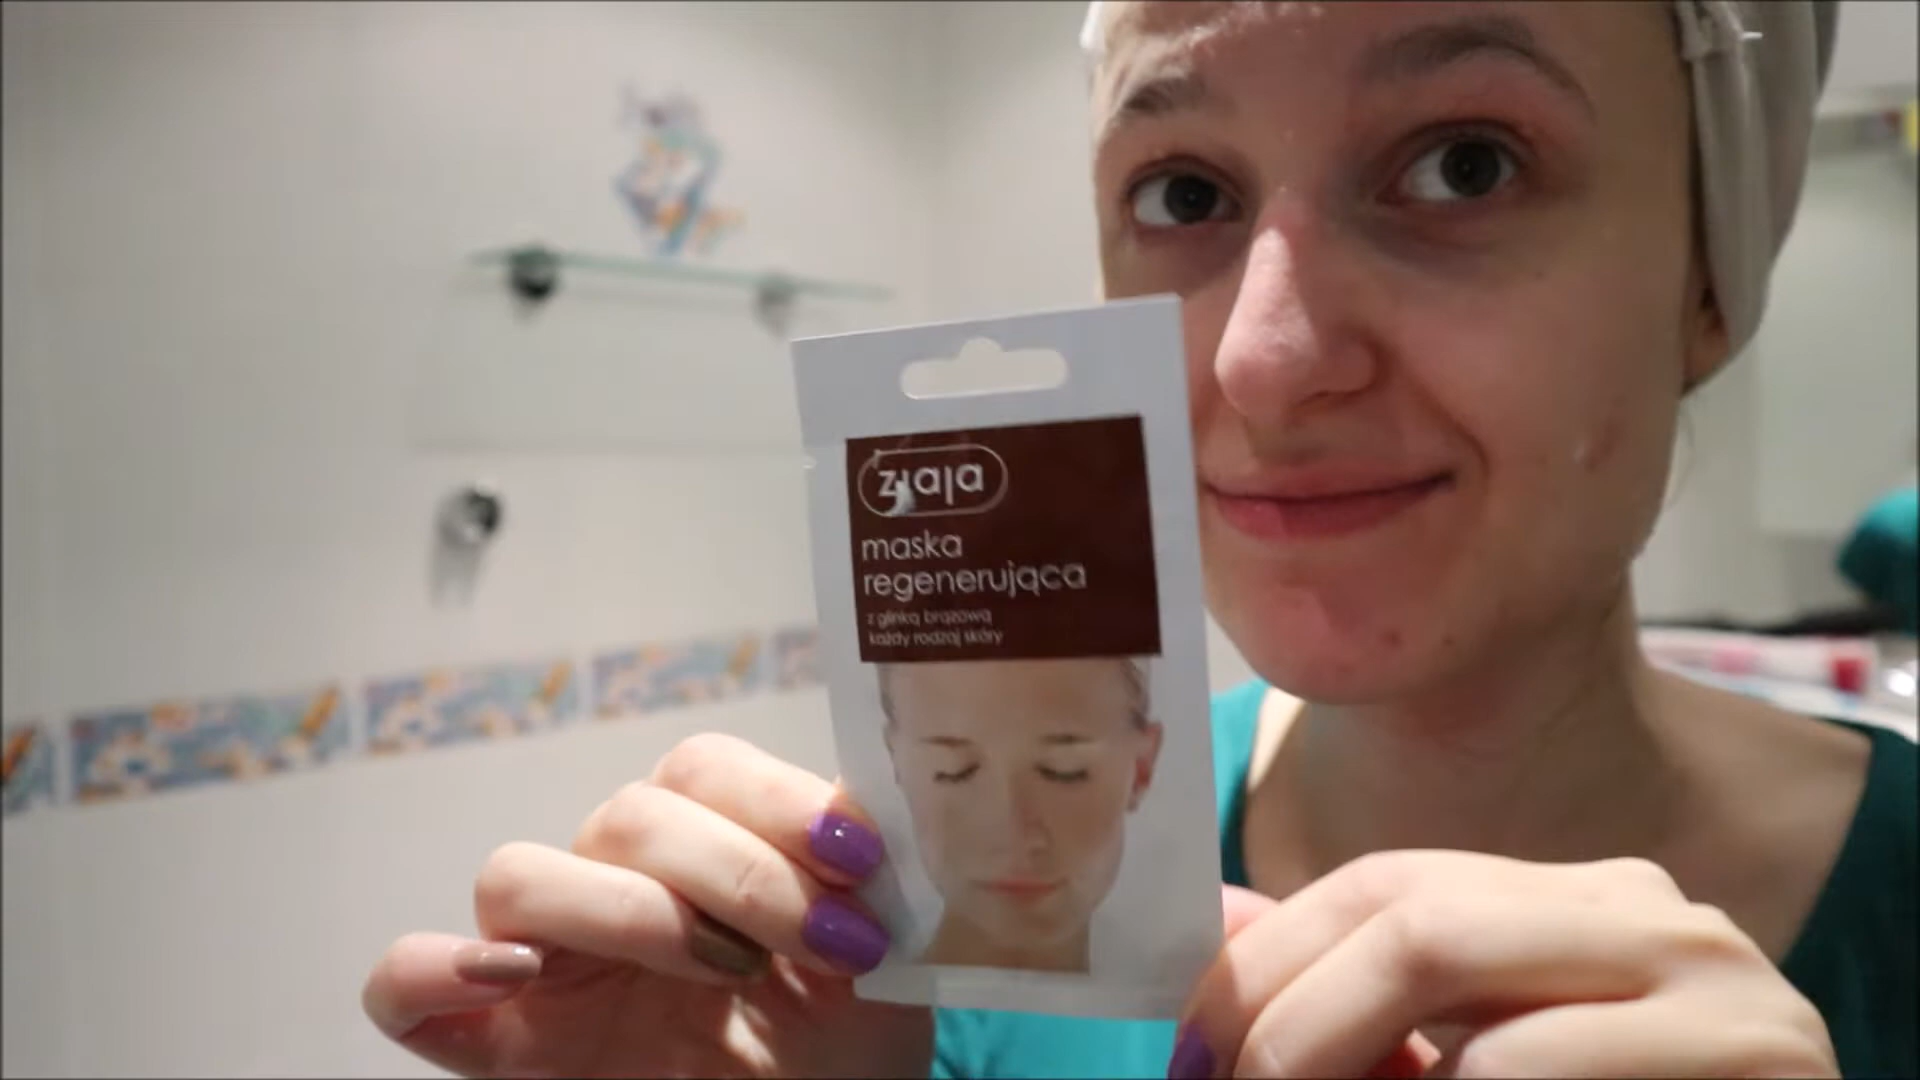 ziaja
maska
regenerująca
z glinką brązową
każdy rodzaj skóry